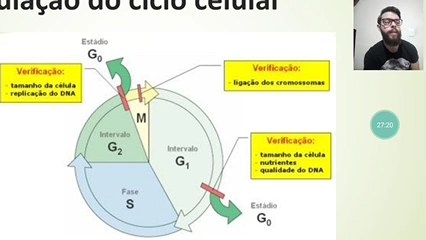 ulação do ciclo celular
Estádio
G0
Verificação:
- tamanho da célula
- replicação do DNA
Verificação:
- ligação dos cromossomas
M
Intervalo
G2
Intervalo
G1
Verificação:
- tamanho da célula
- nutrientes
- qualidade do DNA
Fase
S
Estádio
G0
27:20